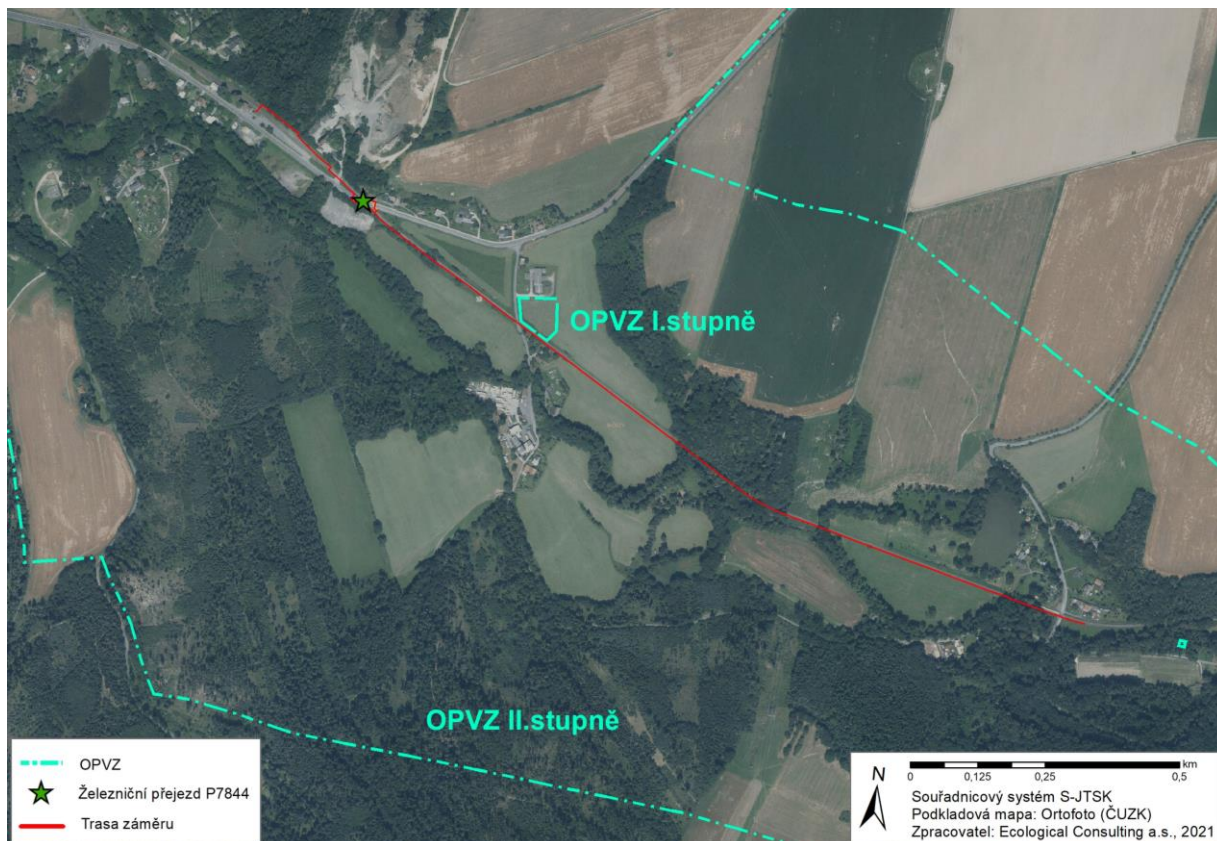 OPVZ I.stupně
OPVZ II.stupně
OPVZ
Železniční přejezd P7844
Trasa záměru
N
km
0 0,125 0,25 0,5
Souřadnicový systém S-JTSK
Podkladová mapa: Ortofoto (ČUZK)
Zpracovatel: Ecological Consulting a.s., 2021